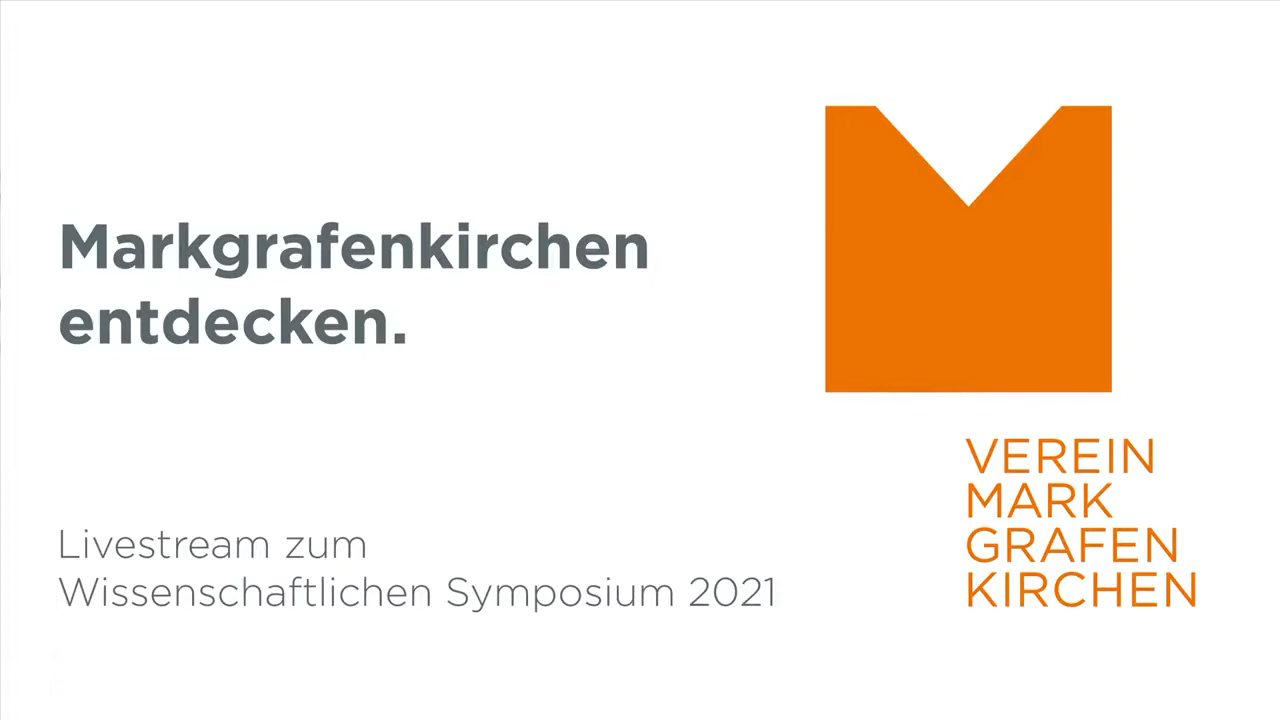 Markgrafenkirchen
entdecken.
Livestream zum
Wissenschaftlichen Symposium 2021
VEREIN
MARK
GRAFEN
KIRCHEN